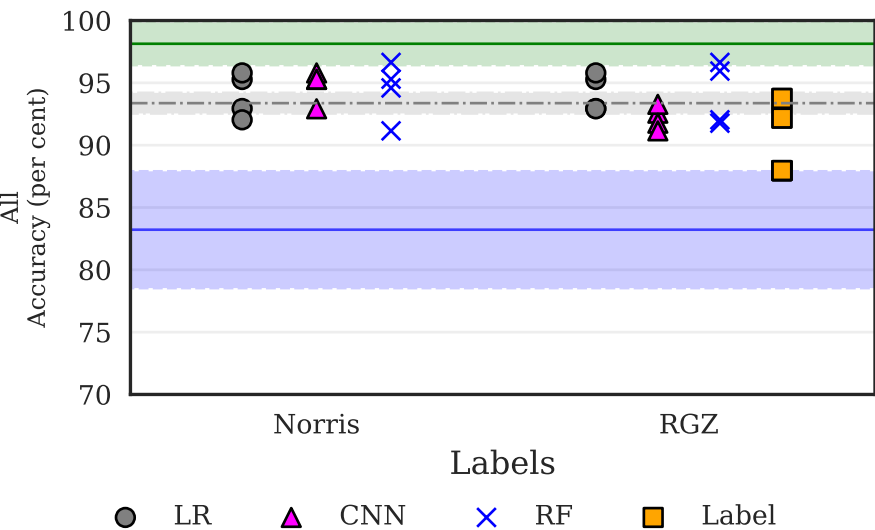 100
95
90
85
80
75
70
All
Accuracy (per cent)
Norris RGZ
Labels
LR CNN RF Label